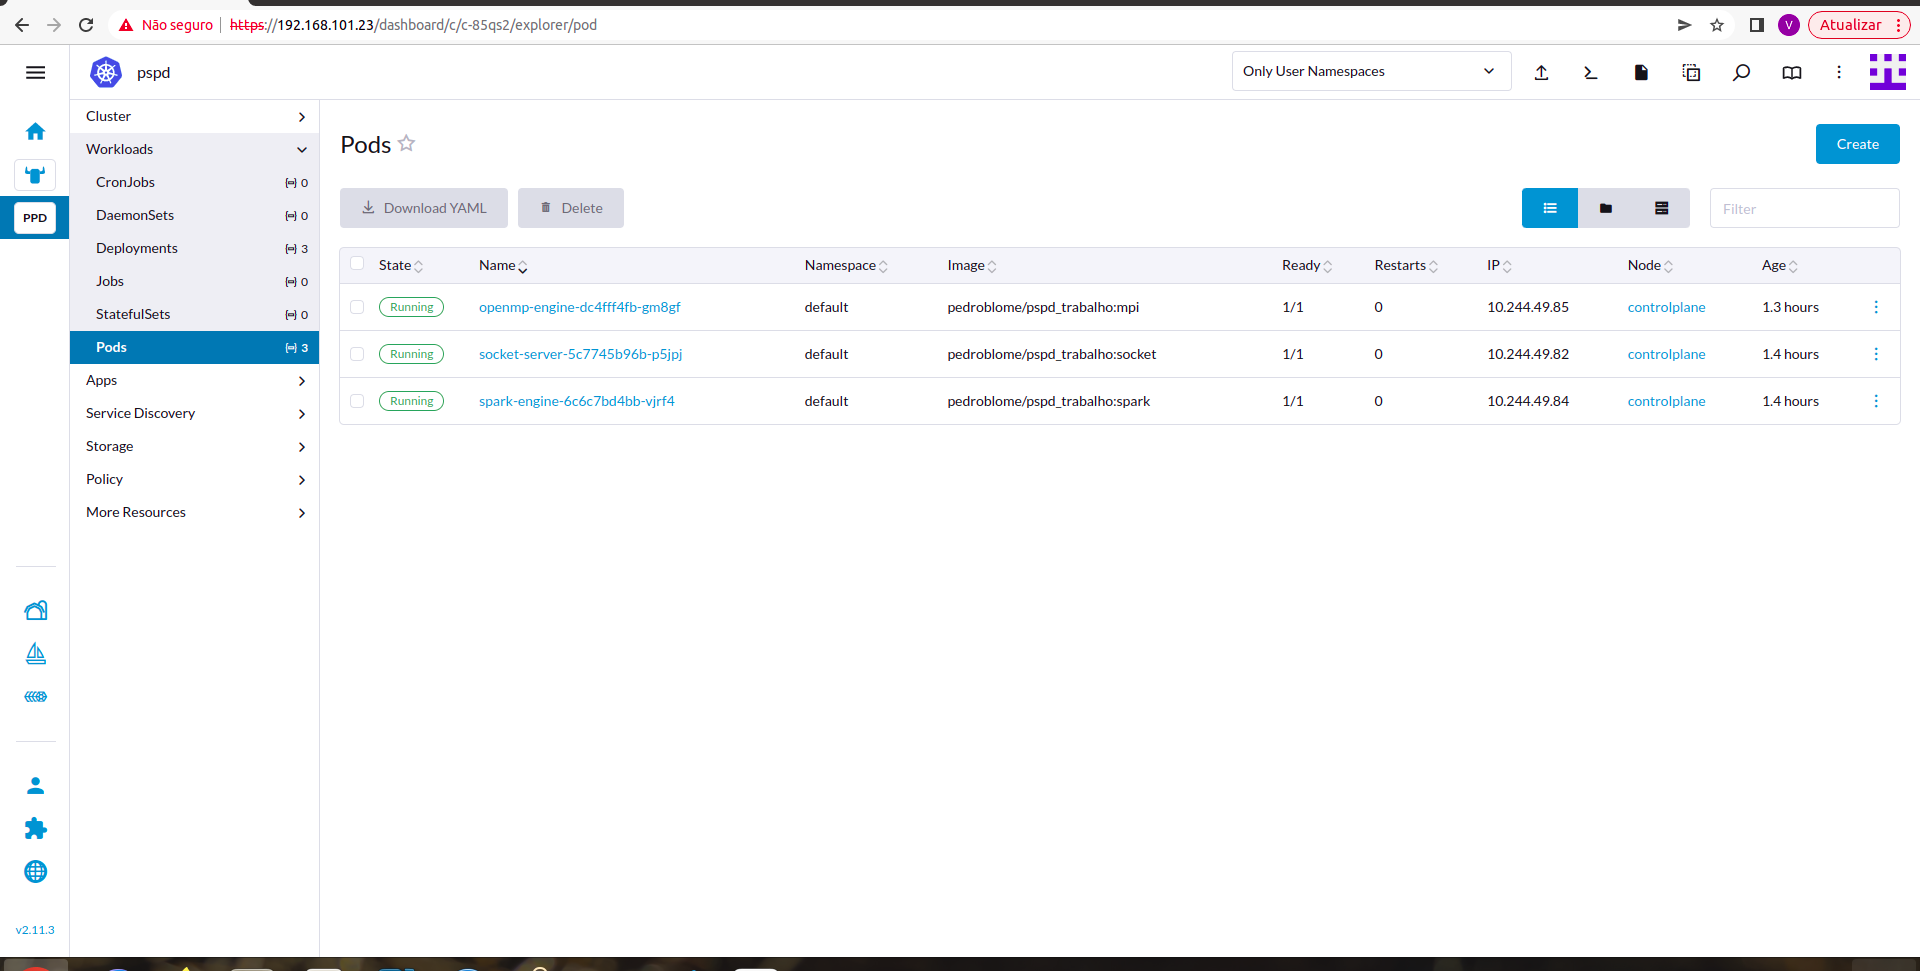 Não seguro https://192.168.101.23/dashboard/c/c-85qs2/explorer/pod V Atualizar
pspd Only User Namespaces
Cluster
Workloads
CronJobs 0
DaemonSets 0
Deployments 3
Jobs 0
StatefulSets 0
Pods 3
Apps
Service Discovery
Storage
Policy
More Resources
PPD
v2.11.3
Pods Create
Download YAML Delete Filter
State Name Namespace Image Ready Restarts IP Node Age
Running openmp-engine-dc4fff4fb-gm8gf default pedroblome/pspd_trabalho:mpi 1/1 0 10.244.49.85 controlplane 1.3 hours
Running socket-server-5c7745b96b-p5jpj default pedroblome/pspd_trabalho:socket 1/1 0 10.244.49.82 controlplane 1.4 hours
Running spark-engine-6c6c7bd4bb-vjrf4 default pedroblome/pspd_trabalho:spark 1/1 0 10.244.49.84 controlplane 1.4 hours